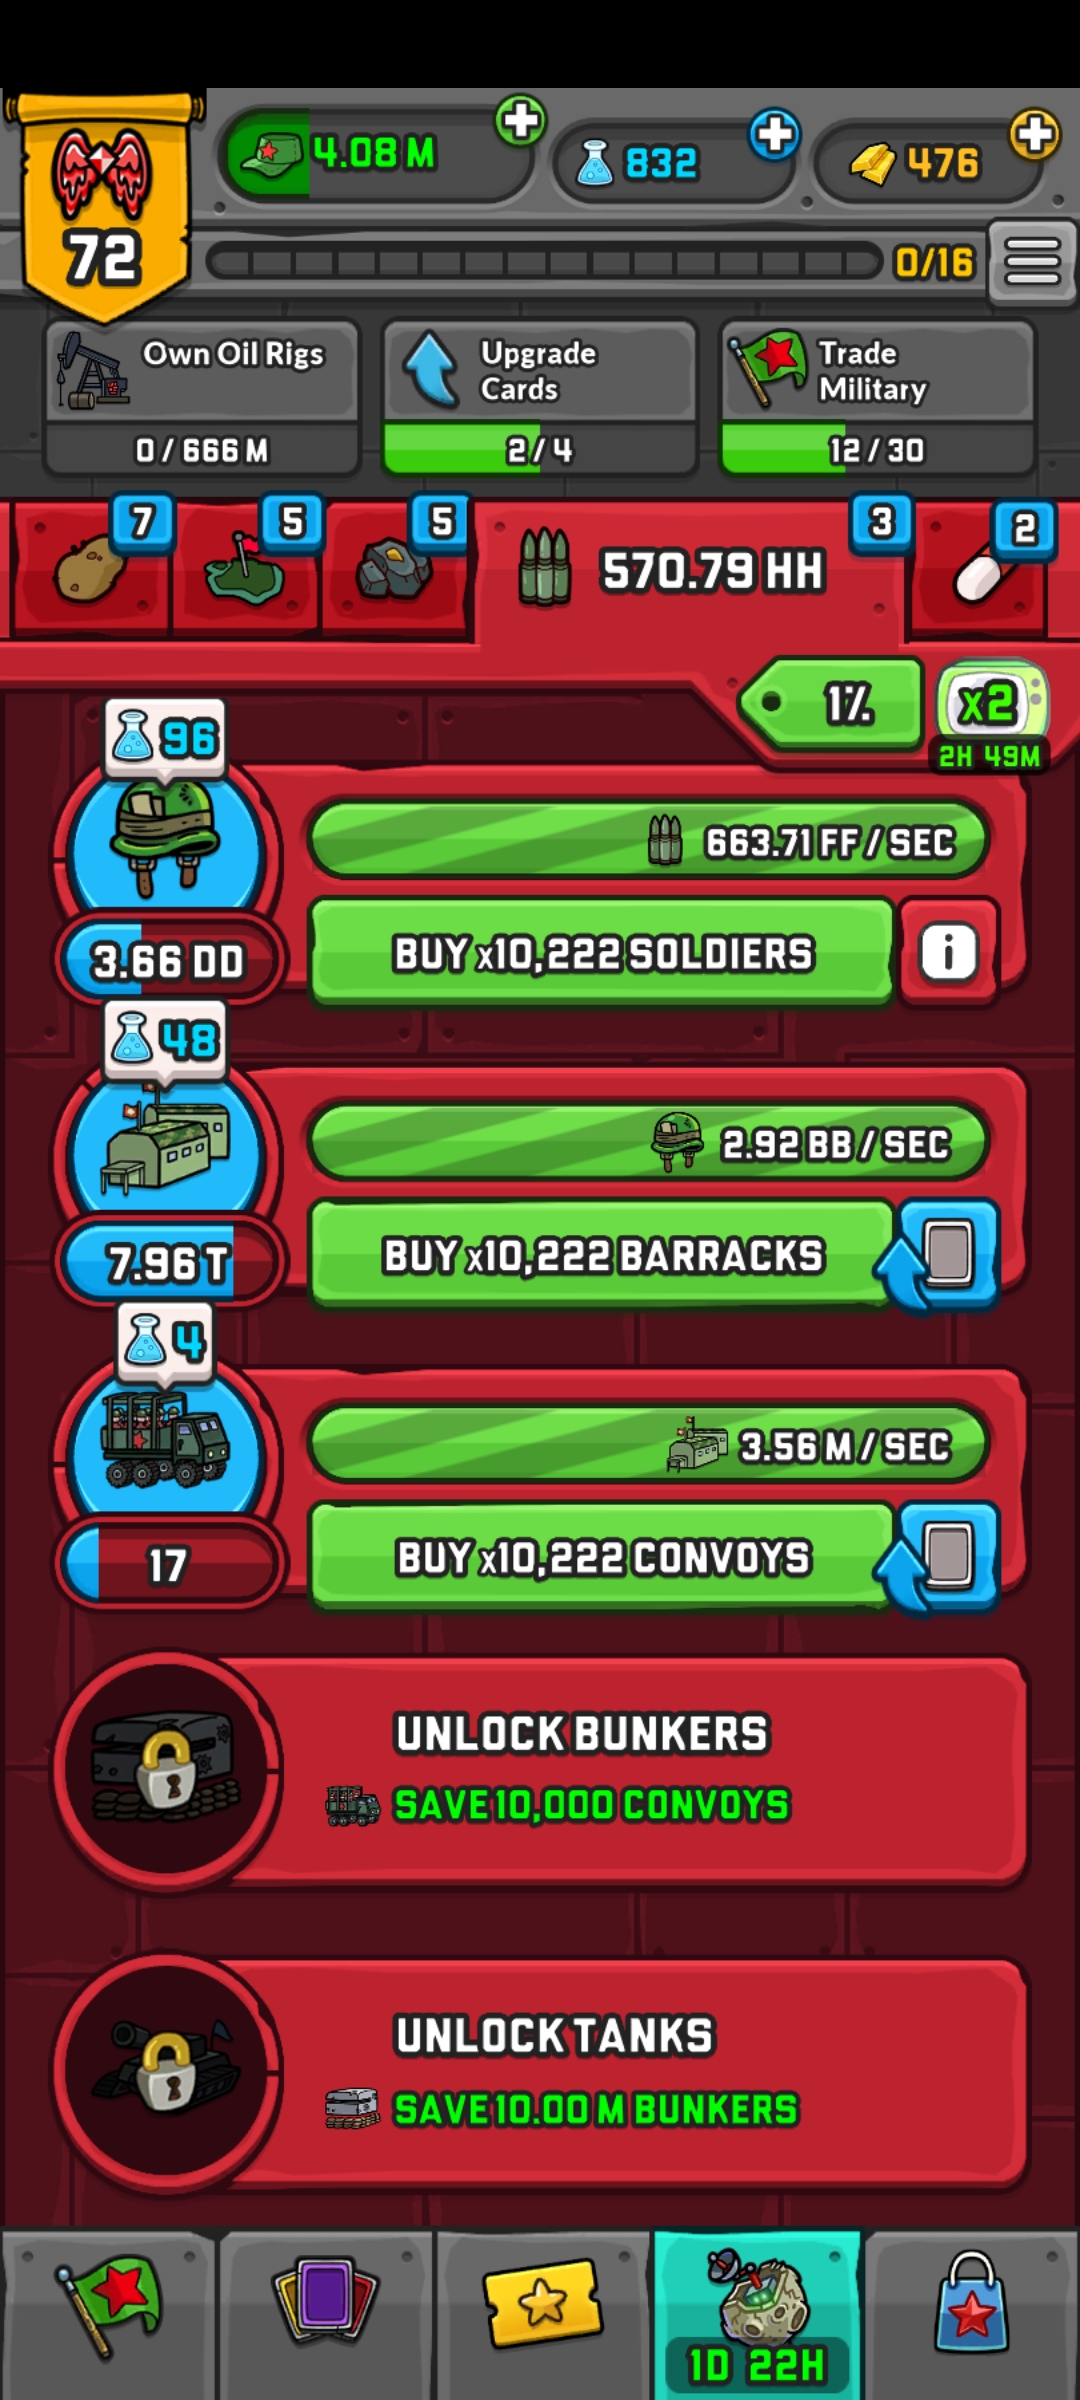 72
4.08 M
832
476
0/16
Own Oil Rigs
0 / 666 M
Upgrade
Cards
2 / 4
Trade
Military
12 / 30
7
5
5
570.79 HH
3
2
1%
x2
2H 49M
96
663.71 FF / SEC
3.66 DD
BUY x10,222 SOLDIERS
i
48
2.92 BB / SEC
7.96 T
BUY x10,222 BARRACKS
4
3.56 M / SEC
17
BUY x10,222 CONVOYS
UNLOCK BUNKERS
SAVE 10,000 CONVOYS
UNLOCK TANKS
SAVE 10.00 M BUNKERS
1D 22H